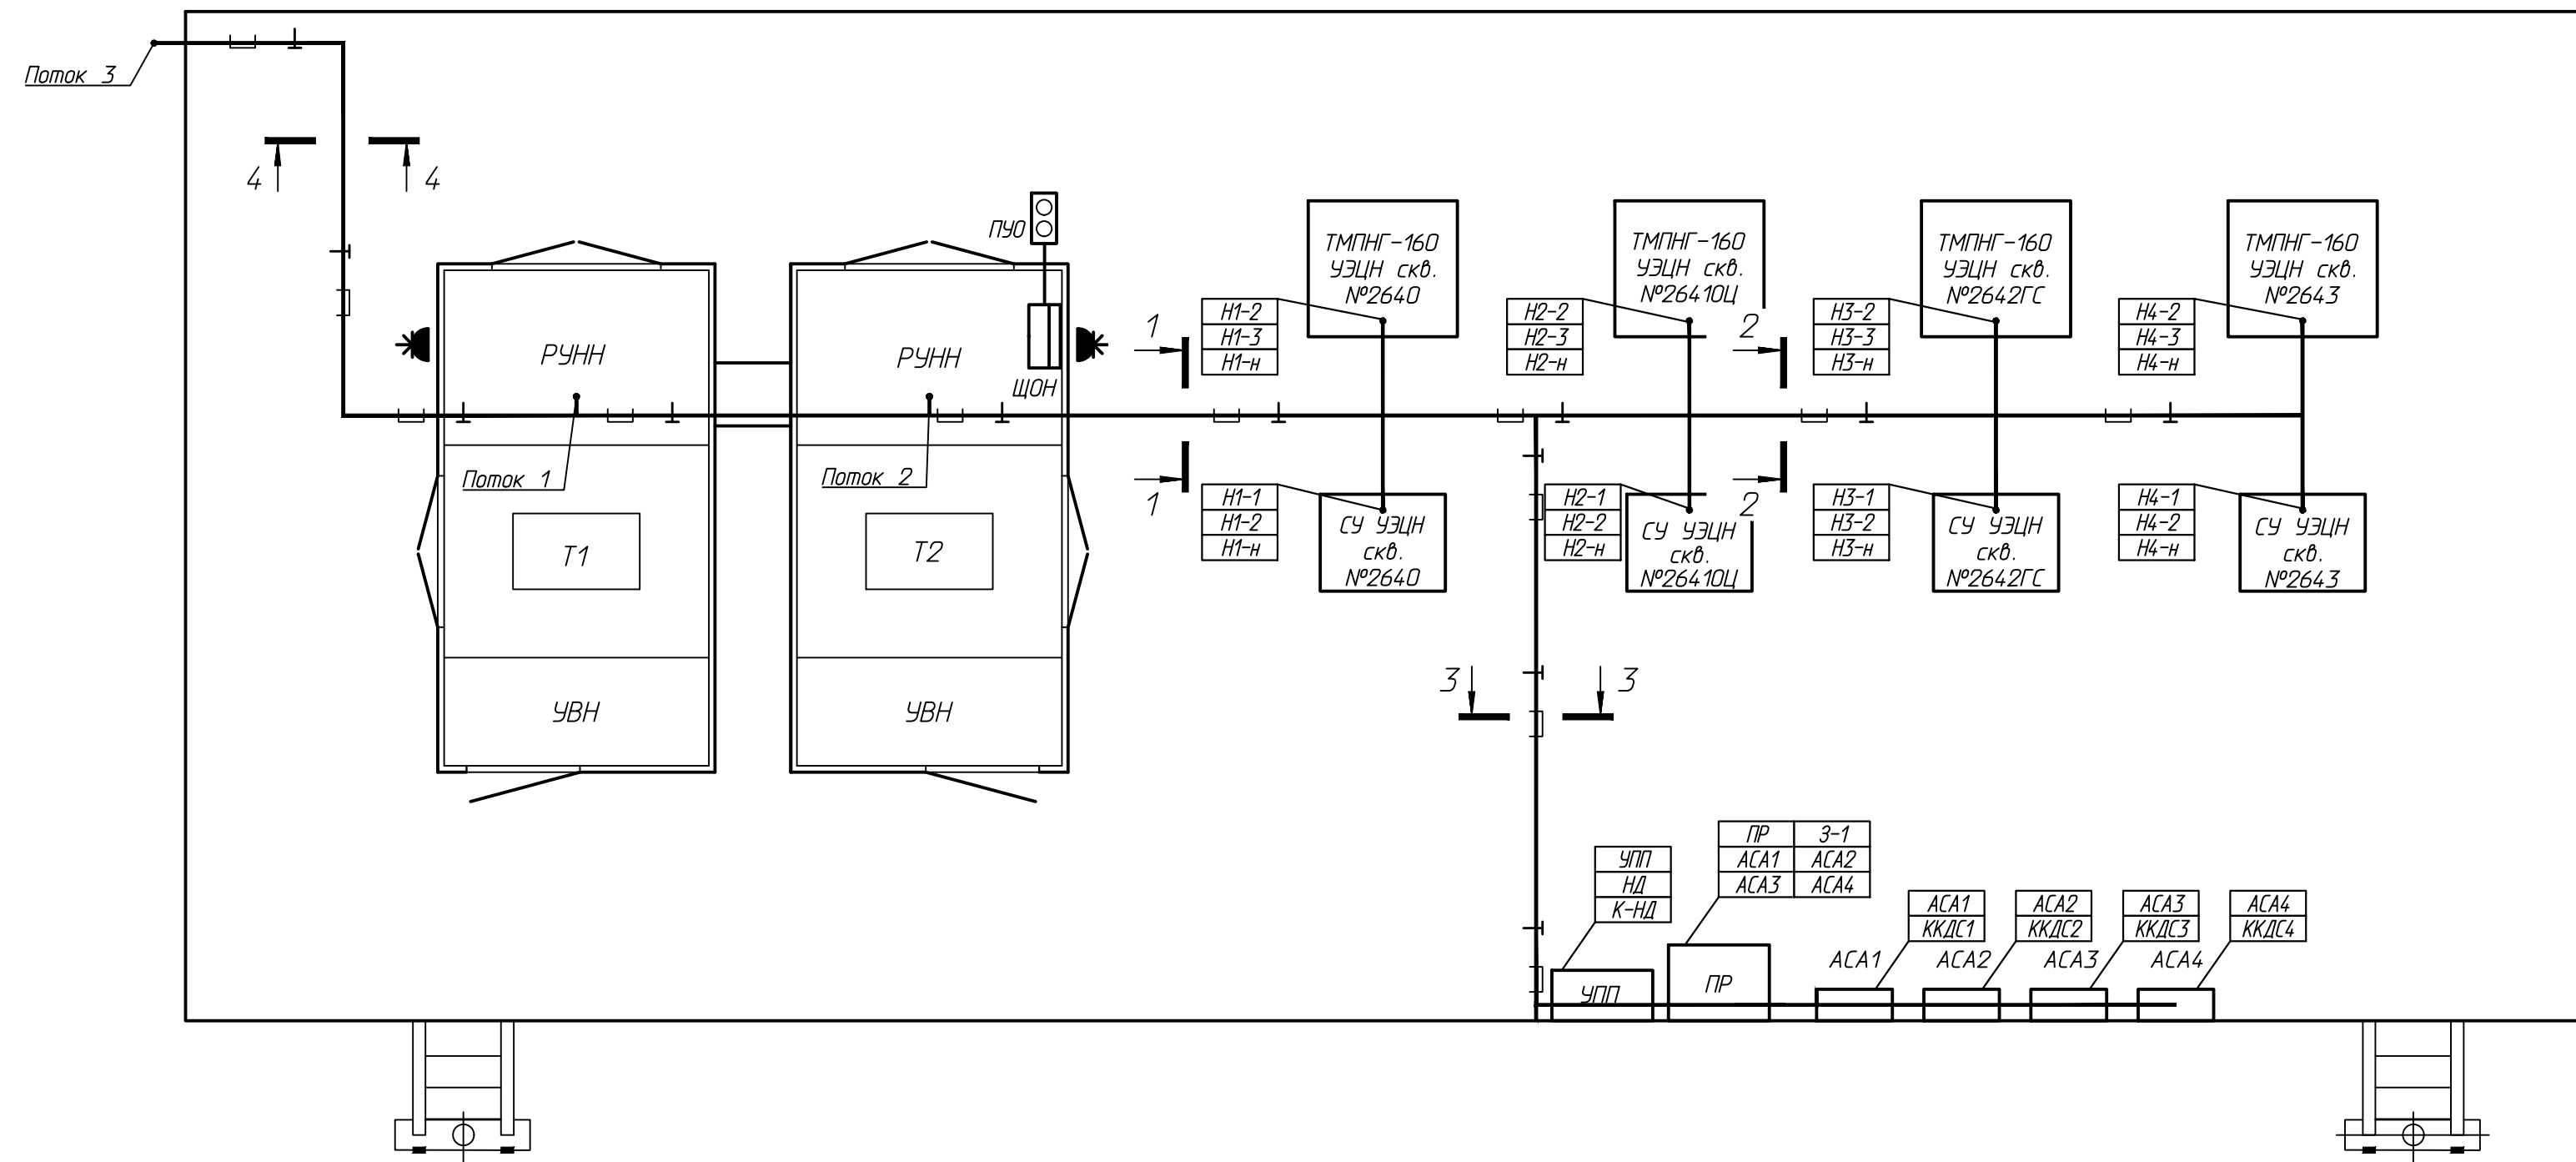 Поток 3
4
4
ПУО
РУНН
РУНН
ЩОН
Поток 1
Поток 2
Т1
Т2
УВН
УВН
1
1
2
2
3
3
ТМПНГ-160
УЭЦН скв.
№2640
ТМПНГ-160
УЭЦН скв.
№2641ОЦ
ТМПНГ-160
УЭЦН скв.
№2642ГС
ТМПНГ-160
УЭЦН скв.
№2643
Н1-2
Н1-3
Н1-н
Н2-2
Н2-3
Н2-н
Н3-2
Н3-3
Н3-н
Н4-2
Н4-3
Н4-н
Н1-1
Н1-2
Н1-н
Н2-1
Н2-2
Н2-н
Н3-1
Н3-2
Н3-н
Н4-1
Н4-2
Н4-н
СУ УЭЦН
скв.
№2640
СУ УЭЦН
скв.
№2641ОЦ
СУ УЭЦН
скв.
№2642ГС
СУ УЭЦН
скв.
№2643
УПП
НД
К-НД
ПР З-1
АСА1 АСА2
АСА3 АСА4
АСА1
ККДС1
АСА2
ККДС2
АСА3
ККДС3
АСА4
ККДС4
УПП
ПР
АСА1
АСА2
АСА3
АСА4